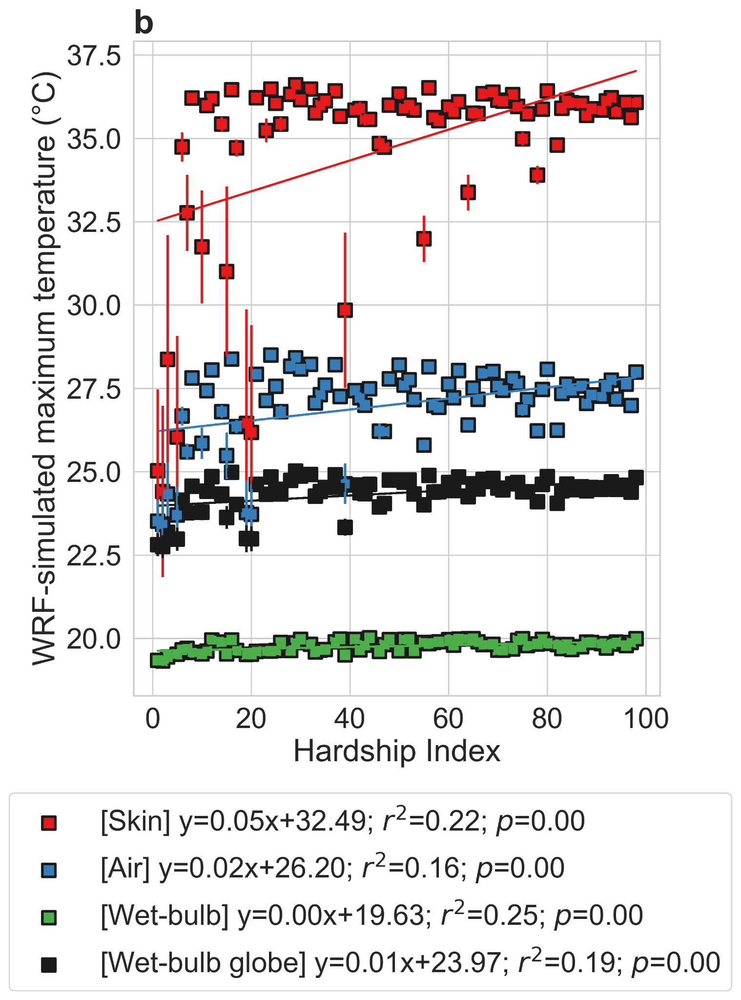 b
37.5
35.0
32.5
30.0
27.5
25.0
22.5
20.0
WRF-simulated maximum temperature (°C)
0 20 40 60 80 100
Hardship Index
[Skin] y=0.05x+32.49; r²=0.22; p=0.00
[Air] y=0.02x+26.20; r²=0.16; p=0.00
[Wet-bulb] y=0.00x+19.63; r²=0.25; p=0.00
[Wet-bulb globe] y=0.01x+23.97; r²=0.19; p=0.00